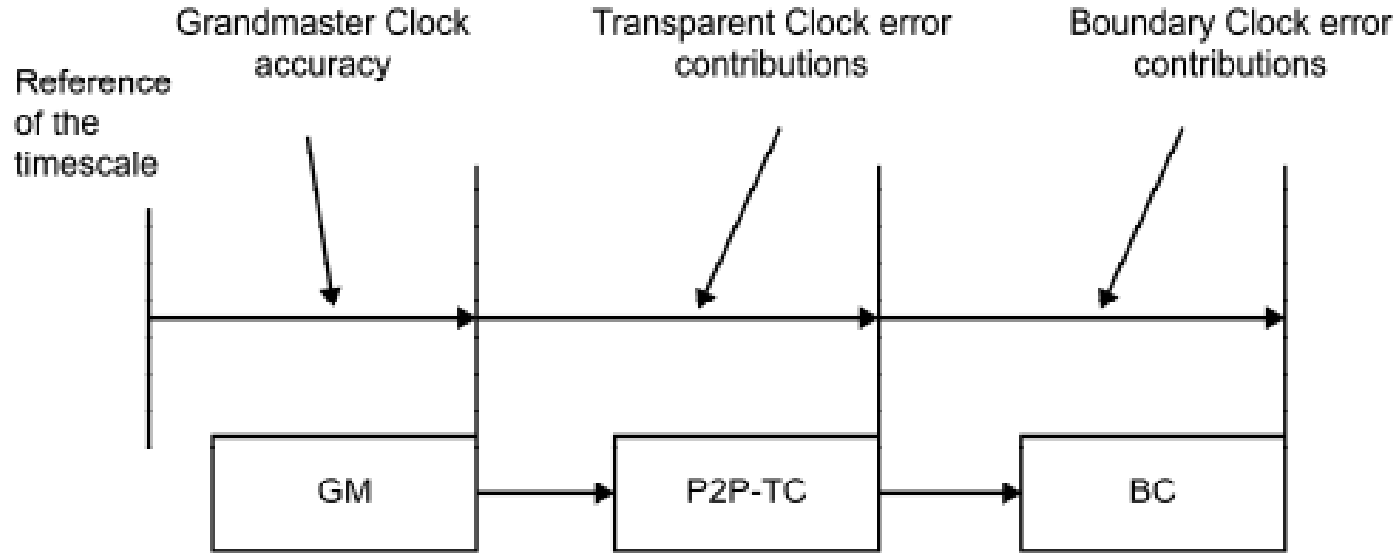 Grandmaster Clock
accuracy
Transparent Clock error
contributions
Boundary Clock error
contributions
Reference
of the
timescale
GM
P2P-TC
BC